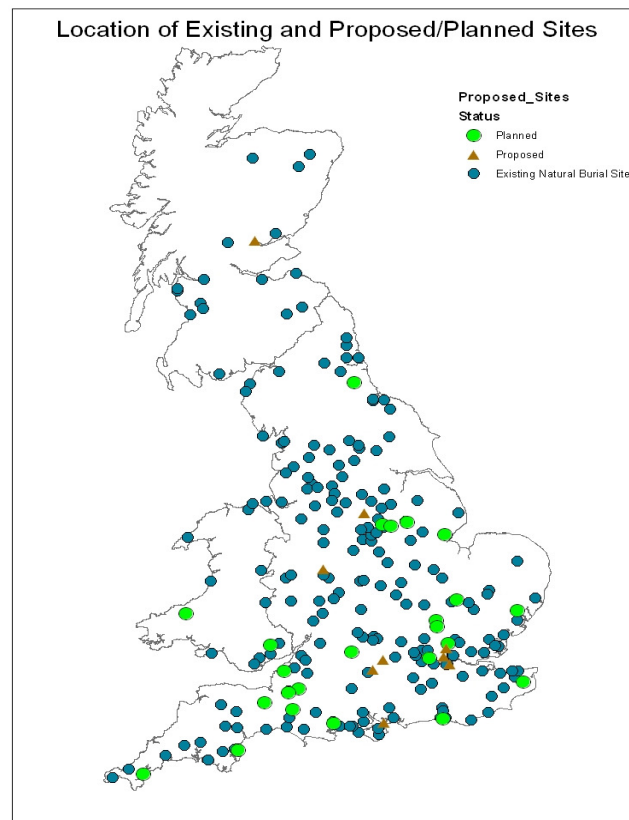 Location of Existing and Proposed/Planned Sites
Proposed_Sites
Status
Planned
Proposed
Existing Natural Burial Site